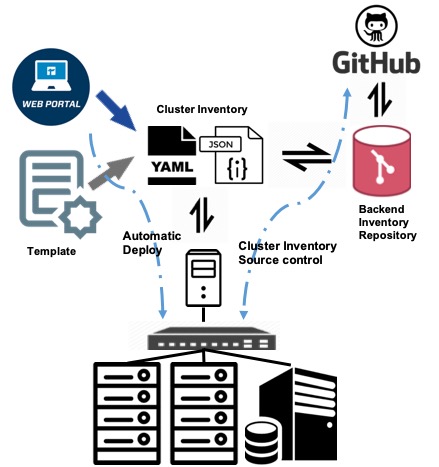 GitHub
WEB PORTAL
Cluster Inventory
YAML
JSON
{i}
Template
Automatic
Deploy
Cluster Inventory
Source control
Backend
Inventory
Repository